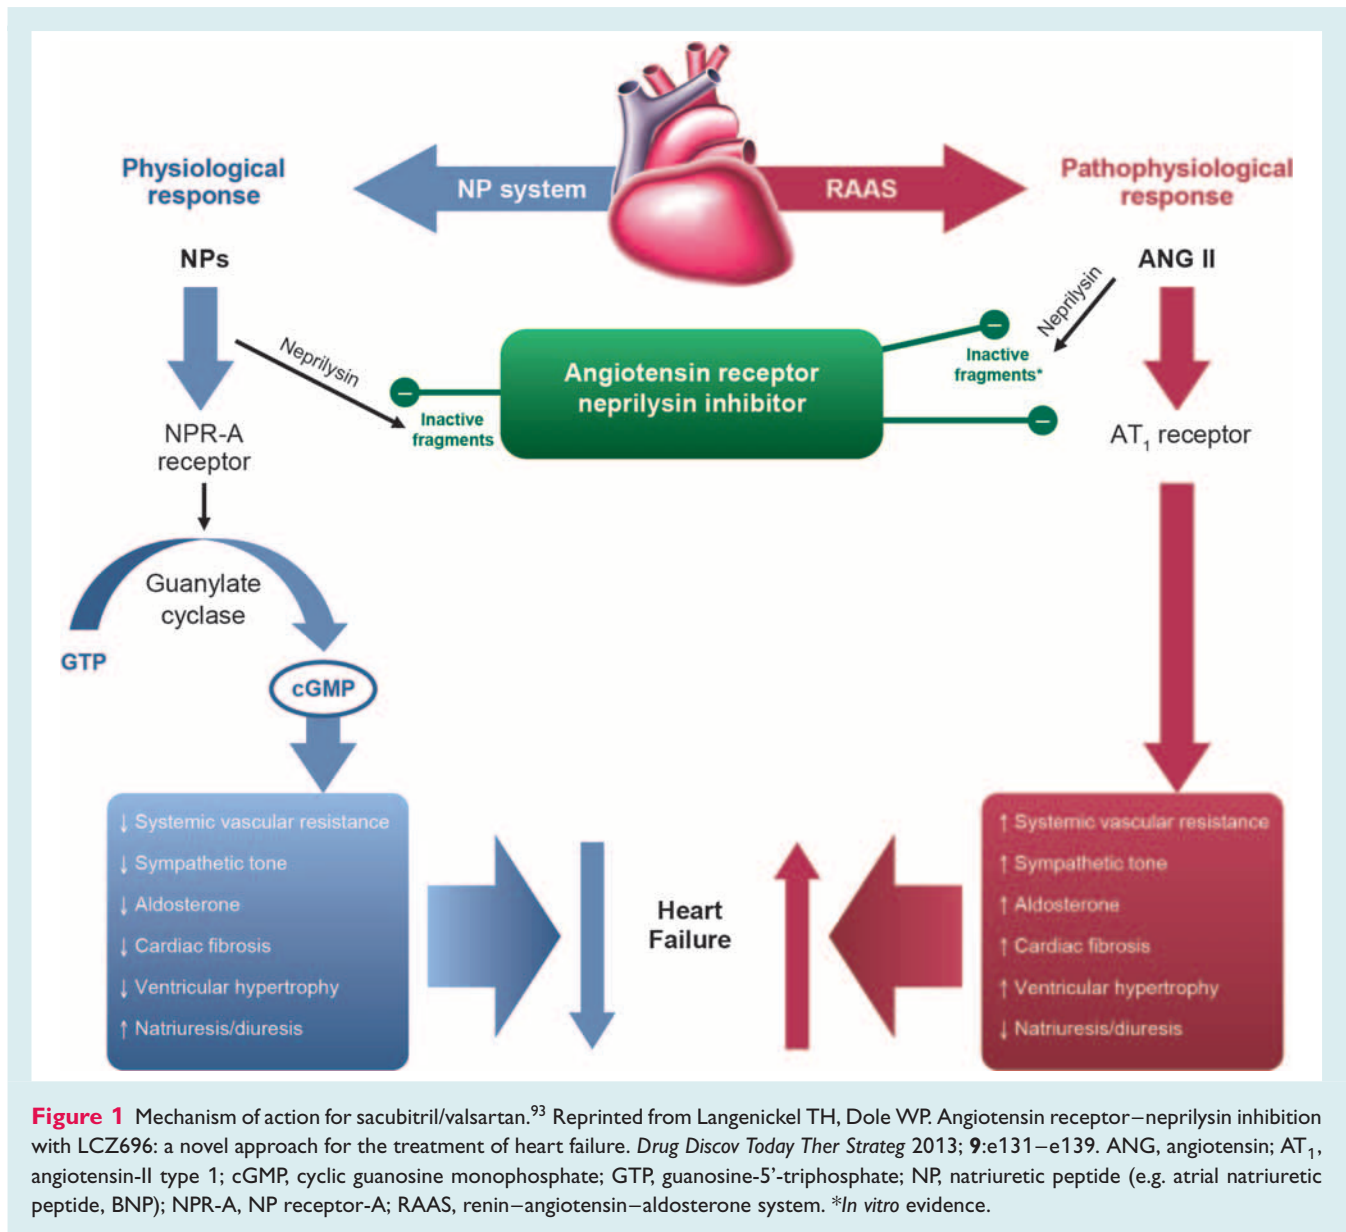 Physiological
response
NP system
RAAS
Pathophysiological
response
NPs
ANG II
Neprilysin
Neprilysin
Inactive
fragments*
Angiotensin receptor
neprilysin inhibitor
Inactive
fragments
NPR-A
receptor
AT₁ receptor
Guanylate
cyclase
GTP
cGMP
↓ Systemic vascular resistance
↓ Sympathetic tone
↓ Aldosterone
↓ Cardiac fibrosis
↓ Ventricular hypertrophy
↑ Natriuresis/diuresis
Heart
Failure
↑ Systemic vascular resistance
↑ Sympathetic tone
↑ Aldosterone
↑ Cardiac fibrosis
↑ Ventricular hypertrophy
↓ Natriuresis/diuresis
Figure 1 Mechanism of action for sacubitril/valsartan.⁹³ Reprinted from Langenickel TH, Dole WP. Angiotensin receptor–neprilysin inhibition
with LCZ696: a novel approach for the treatment of heart failure. Drug Discov Today Ther Strateg 2013; 9:e131–e139. ANG, angiotensin; AT₁,
angiotensin-II type 1; cGMP, cyclic guanosine monophosphate; GTP, guanosine-5’-triphosphate; NP, natriuretic peptide (e.g. atrial natriuretic
peptide, BNP); NPR-A, NP receptor-A; RAAS, renin–angiotensin–aldosterone system. *In vitro evidence.